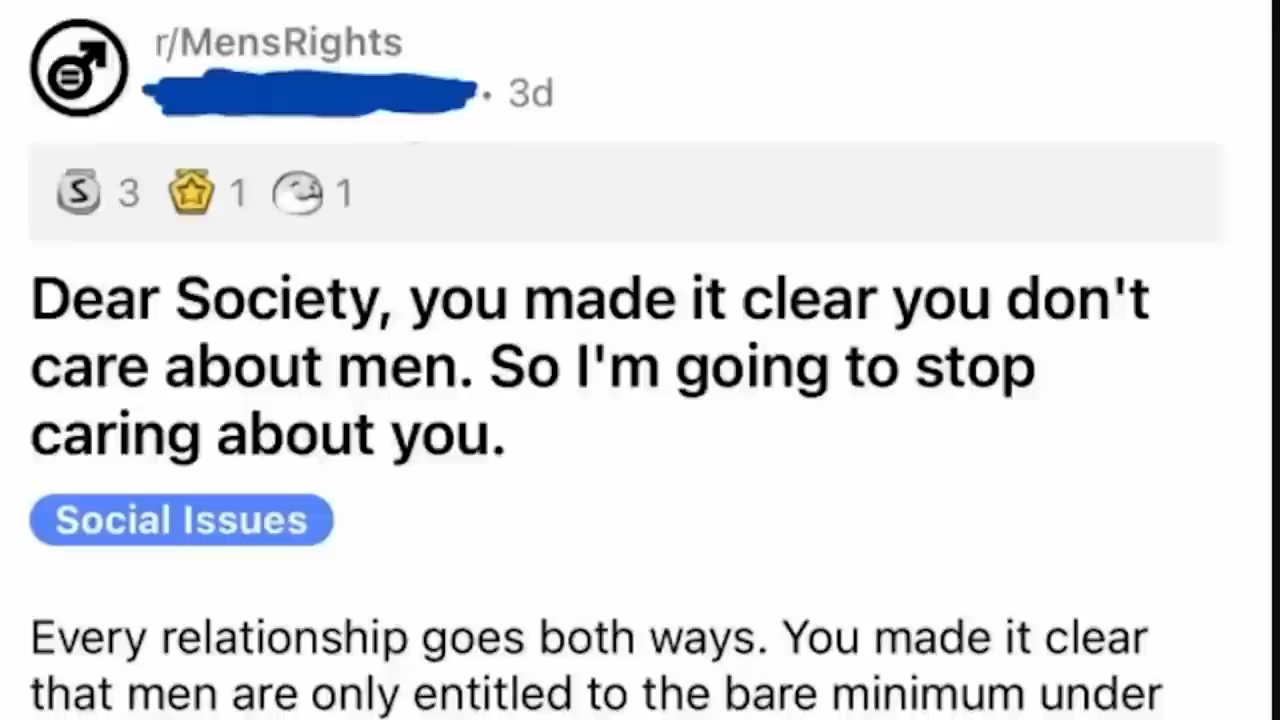 r/MensRights
· 3d
3 1 1
Dear Society, you made it clear you don't
care about men. So I'm going to stop
caring about you.
Social Issues
Every relationship goes both ways. You made it clear
that men are only entitled to the bare minimum under